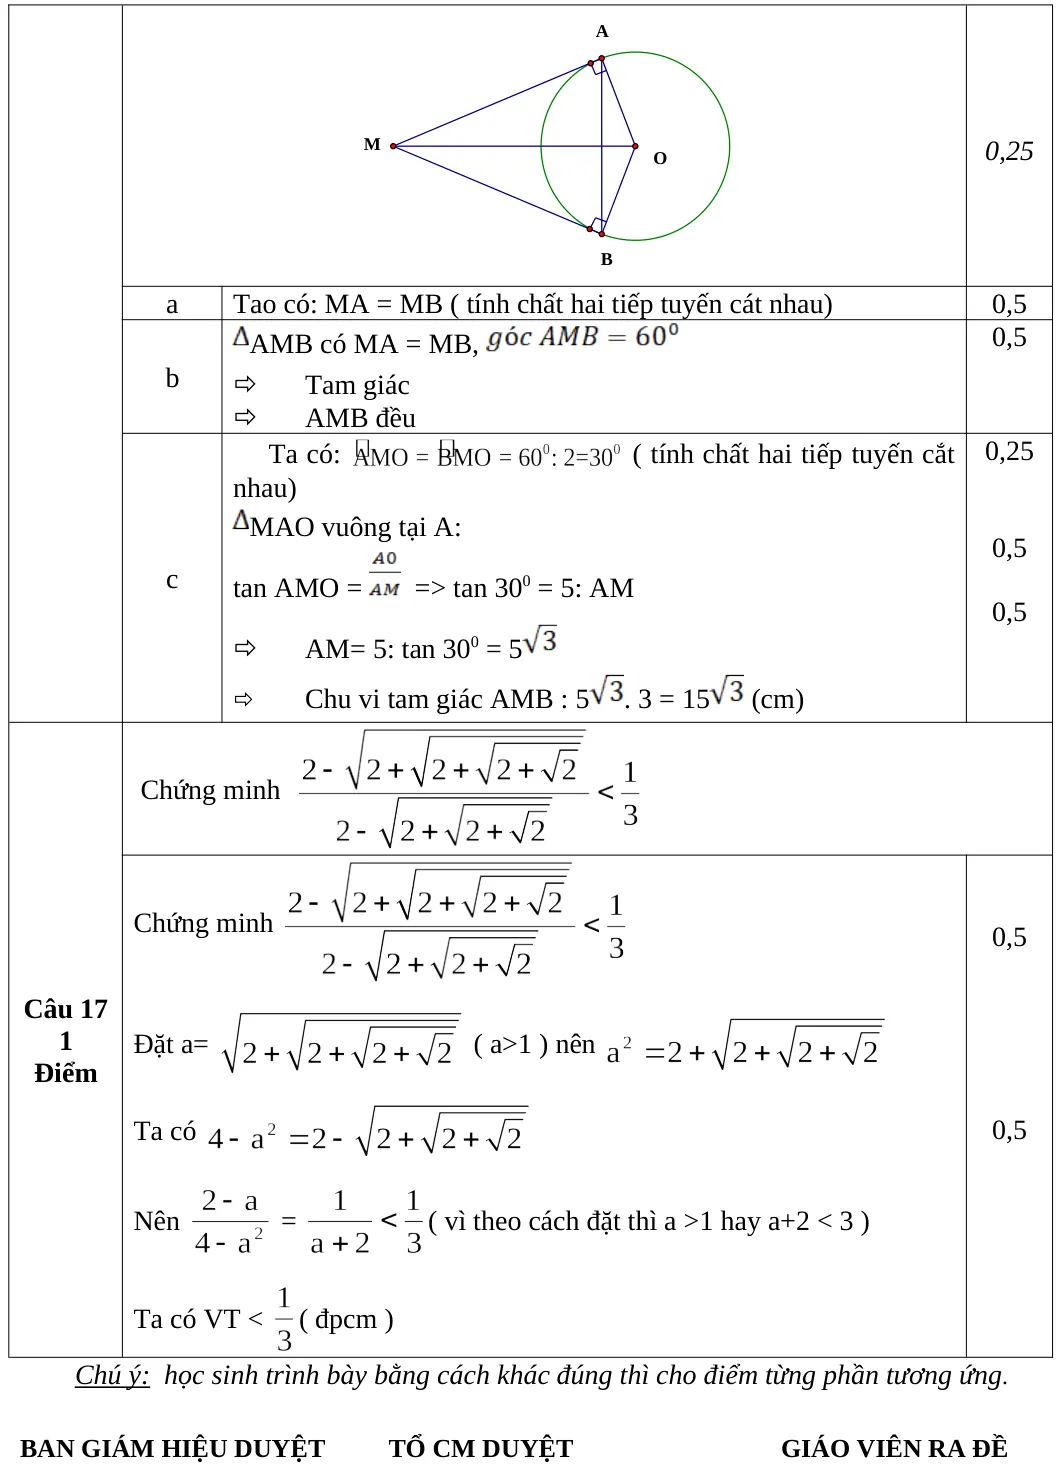 A
M
O
B
0,25
a Tao có: MA = MB ( tính chất hai tiếp tuyến cát nhau) 0,5
b
ΔAMB có MA = MB, góc AMB = 60⁰ 0,5
⇨ Tam giác
⇨ AMB đều
c
Ta có: AMO = BMO = 60⁰: 2=30⁰ ( tính chất hai tiếp tuyến cắt 0,25
nhau)
ΔMAO vuông tại A: 0,5
tan AMO = A0/AM => tan 30⁰ = 5: AM 0,5
⇨ AM= 5: tan 30⁰ = 5√3
⇨ Chu vi tam giác AMB : 5√3. 3 = 15√3 (cm)
Câu 17
1
Điểm
Chứng minh (2 - √(2 + √(2 + √(2 + √2)))) / (2 - √(2 + √(2 + √2))) < 1/3
Chứng minh (2 - √(2 + √(2 + √(2 + √2)))) / (2 - √(2 + √(2 + √2))) < 1/3 0,5
Đặt a= √(2 + √(2 + √(2 + √2))) ( a>1 ) nên a² =2 + √(2 + √(2 + √2))
Ta có 4 - a² =2 - √(2 + √(2 + √2)) 0,5
Nên (2 - a)/(4 - a²) = 1/(a + 2) < 1/3 ( vì theo cách đặt thì a >1 hay a+2 < 3 )
Ta có VT < 1/3 ( đpcm )
Chú ý: học sinh trình bày bằng cách khác đúng thì cho điểm từng phần tương ứng.
BAN GIÁM HIỆU DUYỆT TỔ CM DUYỆT GIÁO VIÊN RA ĐỀ